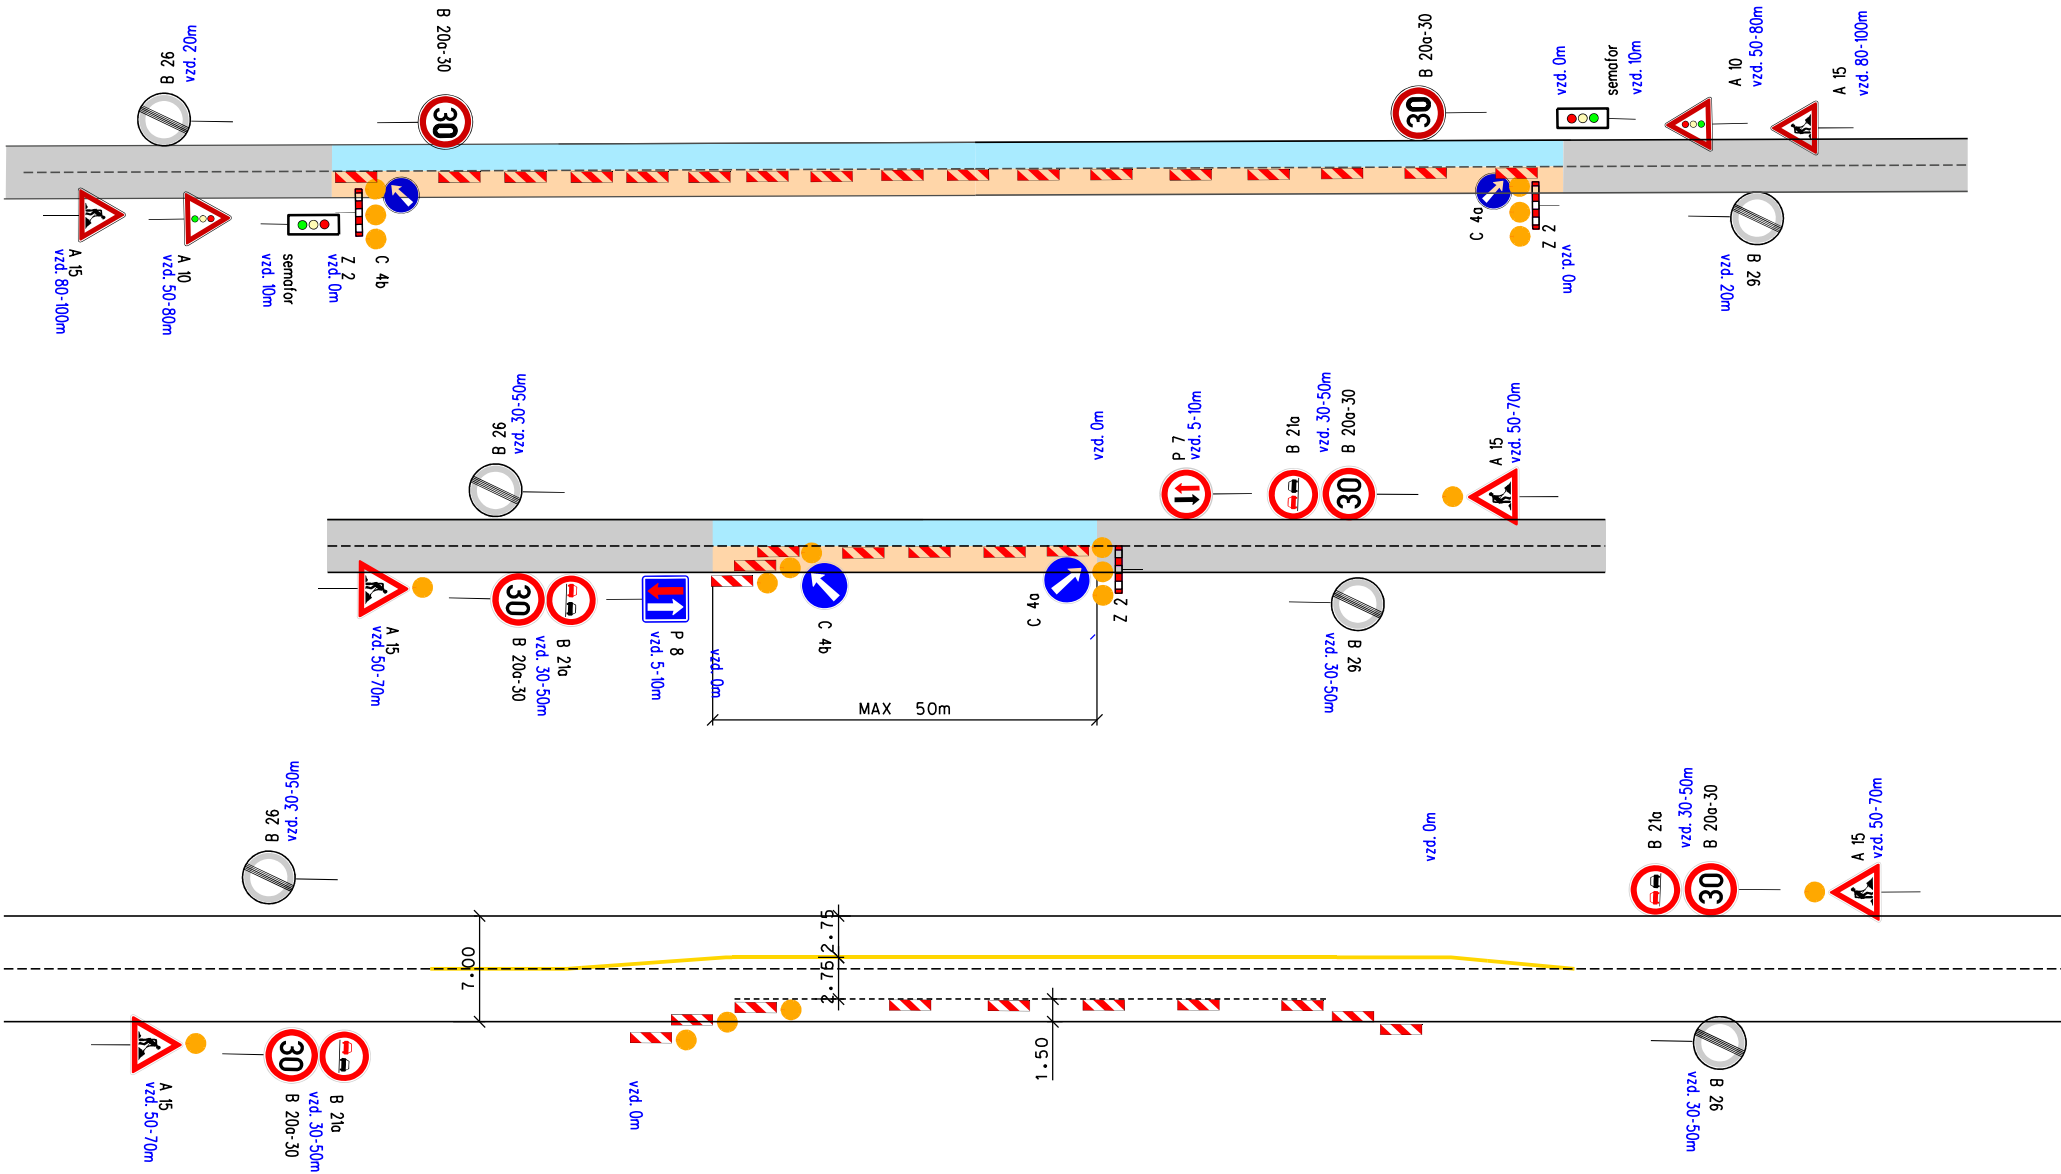 B 26
vzd. 20m
B 20a-30
30
B 20a-30
30
vzd. 0m
semafor
vzd. 10m
A 10
vzd. 50-80m
A 15
vzd. 80-100m
A 15
vzd. 80-100m
A 10
vzd. 50-80m
semafor
vzd. 10m
Z 2
vzd. 0m
C 4b
C 4a
Z 2
vzd. 0m
B 26
vzd. 20m
B 26
vzd. 30-50m
vzd. 0m
P 7
vzd. 5-10m
B 21a
vzd. 30-50m
B 20a-30
30
A 15
vzd. 50-70m
A 15
vzd. 50-70m
30
B 20a-30
vzd. 30-50m
B 21a
P 8
vzd. 5-10m
vzd. 0m
C 4b
C 4a
Z 2
B 26
vzd. 30-50m
MAX 50m
B 26
vzd. 30-50m
vzd. 0m
B 21a
vzd. 30-50m
B 20a-30
30
A 15
vzd. 50-70m
7.00
2.75
2.76
1.50
A 15
vzd. 50-70m
30
B 20a-30
vzd. 30-50m
B 21a
vzd. 0m
B 26
vzd. 30-50m